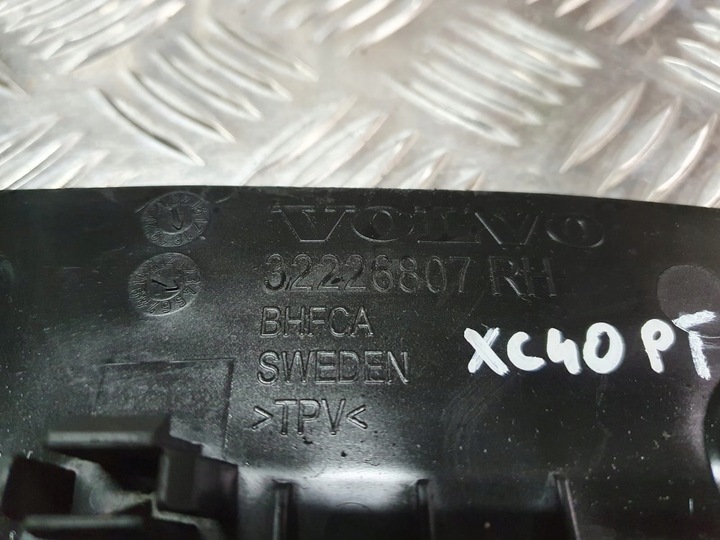 VOLVO
32226807 RH
BHFCA
SWEDEN
>TPV<
XC40 PT